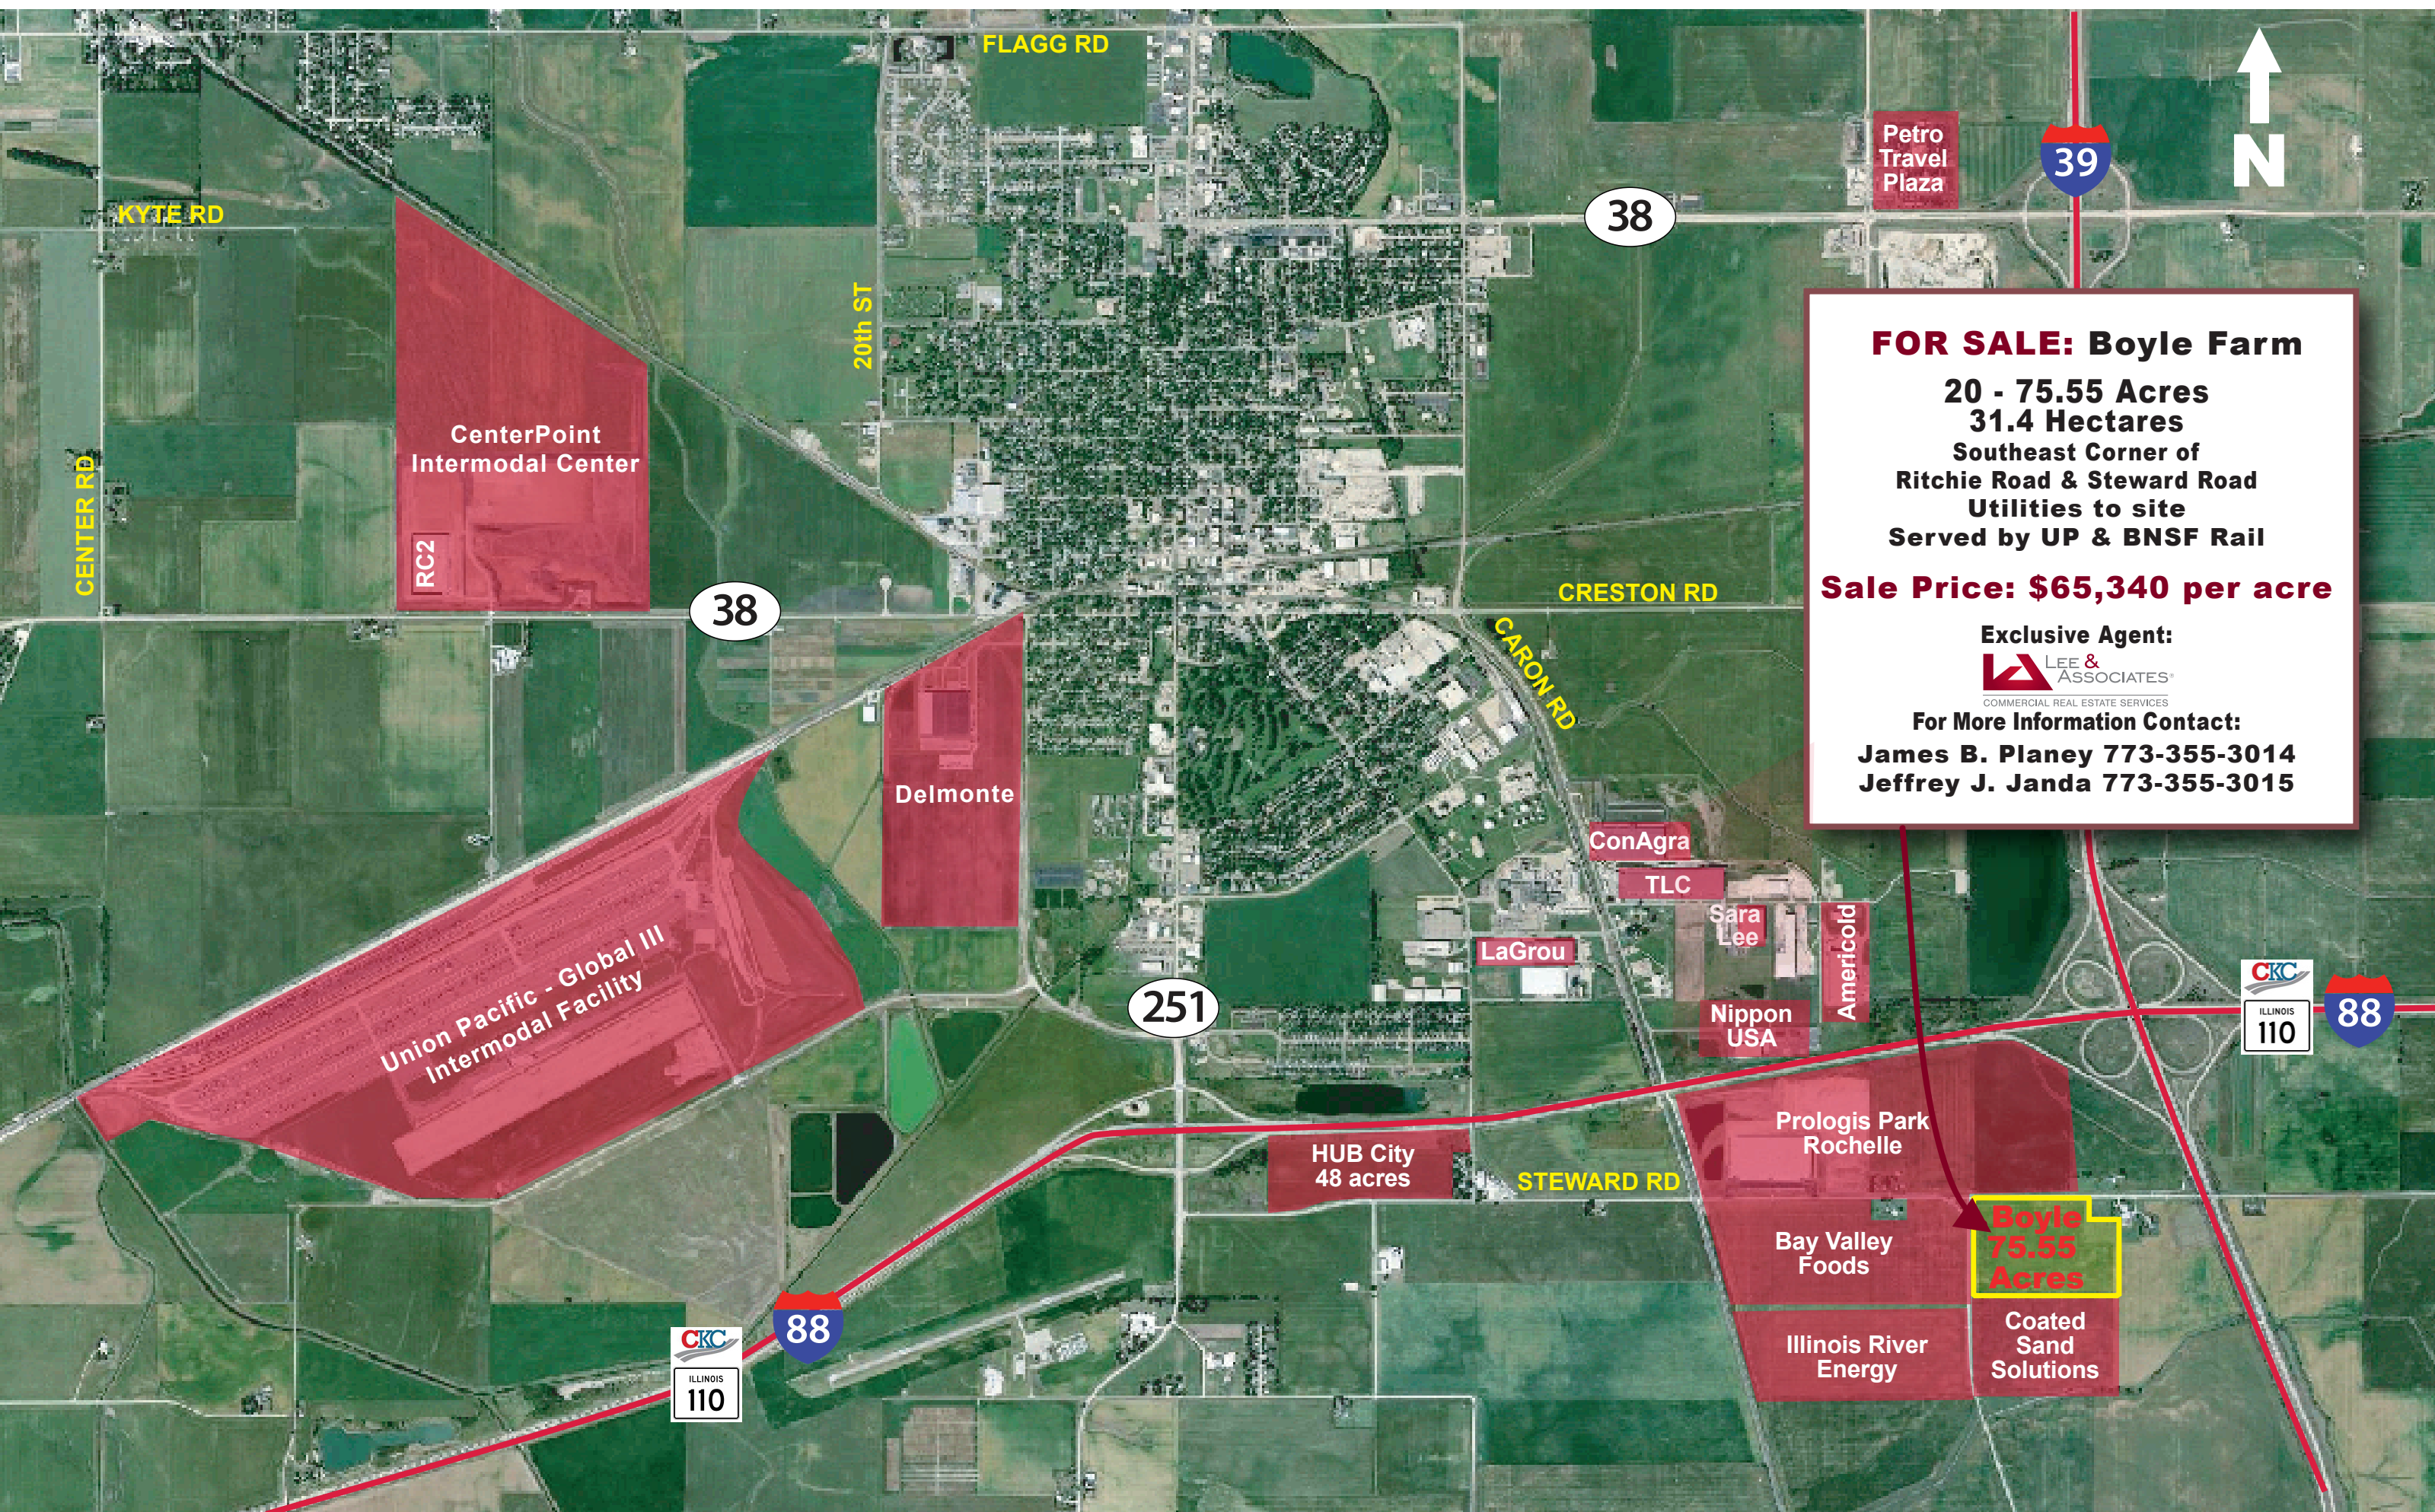 FLAGG RD
Petro
Travel
Plaza
39
N
KYTE RD
38
20th ST
FOR SALE: Boyle Farm
20 - 75.55 Acres
31.4 Hectares
Southeast Corner of
Ritchie Road & Steward Road
Utilities to site
Served by UP & BNSF Rail
Sale Price: $65,340 per acre
Exclusive Agent:
LEE &
ASSOCIATES®
COMMERCIAL REAL ESTATE SERVICES
For More Information Contact:
James B. Planey 773-355-3014
Jeffrey J. Janda 773-355-3015
CenterPoint
Intermodal Center
CENTER RD
RC2
38
CRESTON RD
CARON RD
Delmonte
ConAgra
TLC
Sara
Lee
Americold
LaGrou
Union Pacific - Global III
Intermodal Facility
251
Nippon
USA
CKC
ILLINOIS
110
88
Prologis Park
Rochelle
HUB City
48 acres
STEWARD RD
Boyle
75.55
Acres
Bay Valley
Foods
88
CKC
ILLINOIS
110
Illinois River
Energy
Coated
Sand
Solutions